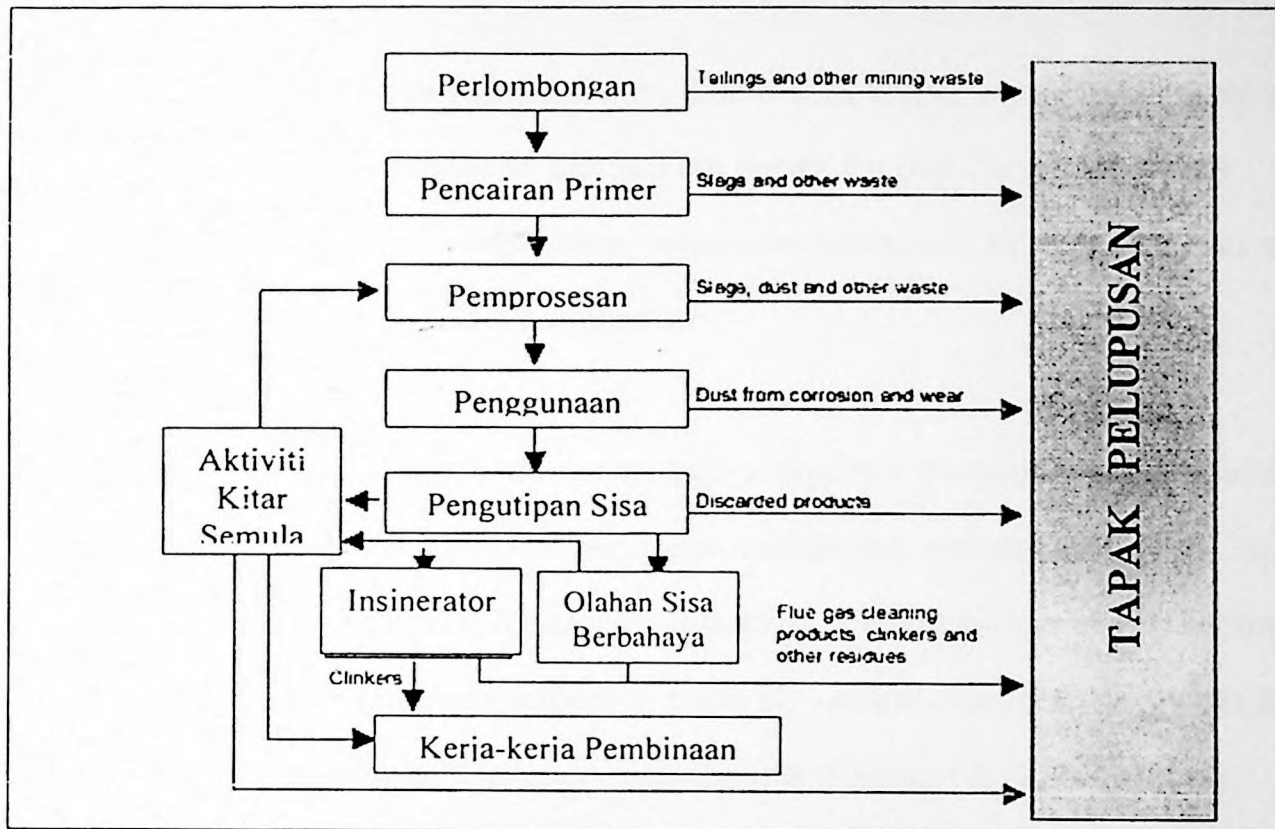 Perlombongan
Tailings and other mining waste
Pencairan Primer
Slags and other waste
Pemprosesan
Slags, dust and other waste
Penggunaan
Dust from corrosion and wear
Aktiviti
Kitar
Semula
Pengutipan Sisa
Discarded products
Insinerator
Olahan Sisa
Berbahaya
Flue gas cleaning
products clinkers and
other residues
Clinkers
Kerja-kerja Pembinaan
TAPAK PELUPUSAN